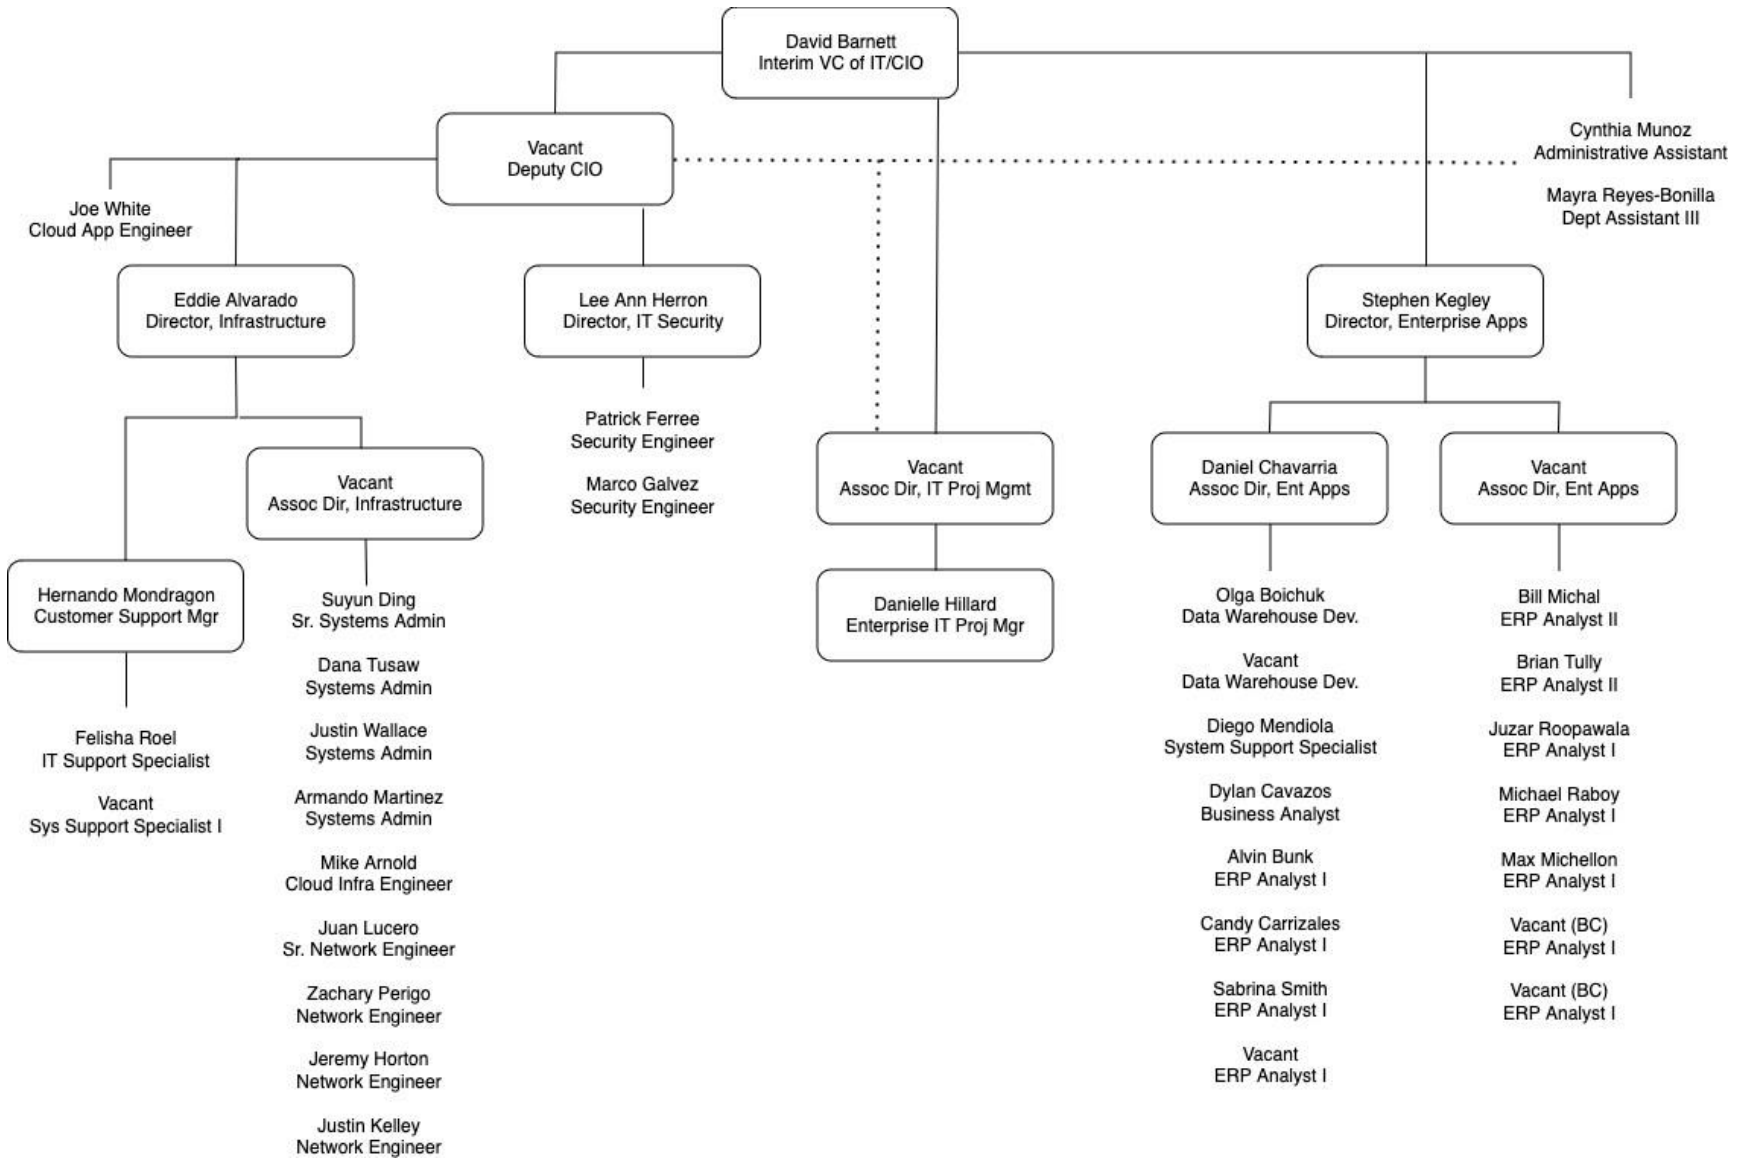 David Barnett
Interim VC of IT/CIO
Vacant
Deputy CIO
Cynthia Munoz
Administrative Assistant
Mayra Reyes-Bonilla
Dept Assistant III
Joe White
Cloud App Engineer
Eddie Alvarado
Director, Infrastructure
Lee Ann Herron
Director, IT Security
Stephen Kegley
Director, Enterprise Apps
Patrick Ferree
Security Engineer
Marco Galvez
Security Engineer
Vacant
Assoc Dir, Infrastructure
Vacant
Assoc Dir, IT Proj Mgmt
Daniel Chavarria
Assoc Dir, Ent Apps
Vacant
Assoc Dir, Ent Apps
Hernando Mondragon
Customer Support Mgr
Felisha Roel
IT Support Specialist
Vacant
Sys Support Specialist I
Suyun Ding
Sr. Systems Admin
Dana Tusaw
Systems Admin
Justin Wallace
Systems Admin
Armando Martinez
Systems Admin
Mike Arnold
Cloud Infra Engineer
Juan Lucero
Sr. Network Engineer
Zachary Perigo
Network Engineer
Jeremy Horton
Network Engineer
Justin Kelley
Network Engineer
Danielle Hillard
Enterprise IT Proj Mgr
Olga Boichuk
Data Warehouse Dev.
Vacant
Data Warehouse Dev.
Diego Mendiola
System Support Specialist
Dylan Cavazos
Business Analyst
Alvin Bunk
ERP Analyst I
Candy Carrizales
ERP Analyst I
Sabrina Smith
ERP Analyst I
Vacant
ERP Analyst I
Bill Michal
ERP Analyst II
Brian Tully
ERP Analyst II
Juzar Roopawala
ERP Analyst I
Michael Raboy
ERP Analyst I
Max Michellon
ERP Analyst I
Vacant (BC)
ERP Analyst I
Vacant (BC)
ERP Analyst I